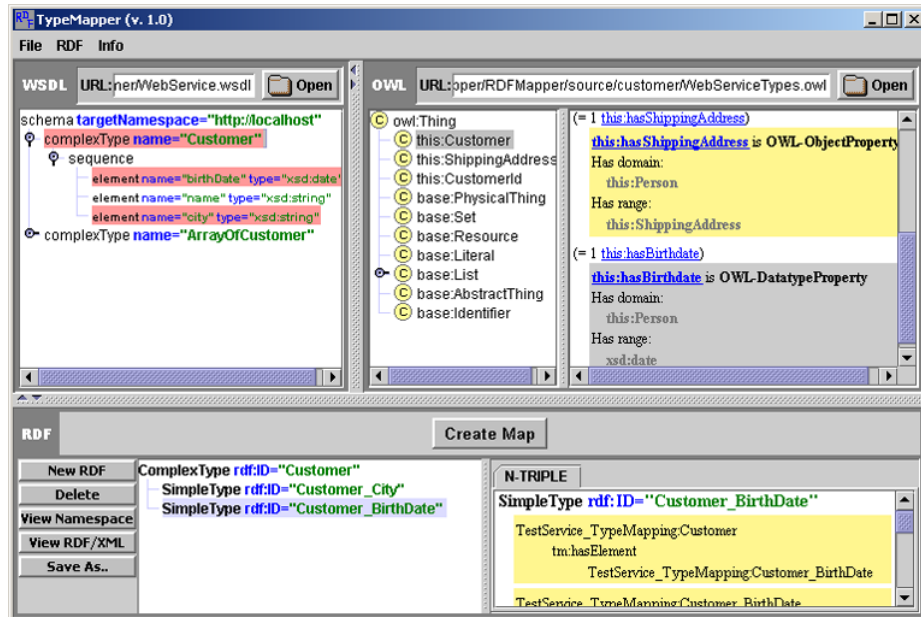 TypeMapper (v. 1.0)
File RDF Info
WSDL URL: ner/WebService.wsdl Open
schema targetNamespace="http://localhost"
complexType name="Customer"
sequence
element name="birthDate" type="xsd:date"
element name="name" type="xsd:string"
element name="city" type="xsd:string"
complexType name="ArrayOfCustomer"
OWL URL: pper/RDFMapper/source/customer/WebServiceTypes.owl Open
owl:Thing
this:Customer
this:ShippingAddress
this:CustomerId
base:PhysicalThing
base:Set
base:Resource
base:Literal
base:List
base:AbstractThing
base:Identifier
(= 1 this:hasShippingAddress)
this:hasShippingAddress is OWL-ObjectProperty
Has domain:
this:Person
Has range:
this:ShippingAddress
(= 1 this:hasBirthdate)
this:hasBirthdate is OWL-DatatypeProperty
Has domain:
this:Person
Has range:
xsd:date
RDF Create Map
New RDF
Delete
View Namespace
View RDF/XML
Save As..
ComplexType rdf:ID="Customer"
SimpleType rdf:ID="Customer_City"
SimpleType rdf:ID="Customer_BirthDate"
N-TRIPLE
SimpleType rdf:ID="Customer_BirthDate"
TestService_TypeMapping:Customer
tm:hasElement
TestService_TypeMapping:Customer_BirthDate
TestService_TypeMapping:Customer_BirthDate